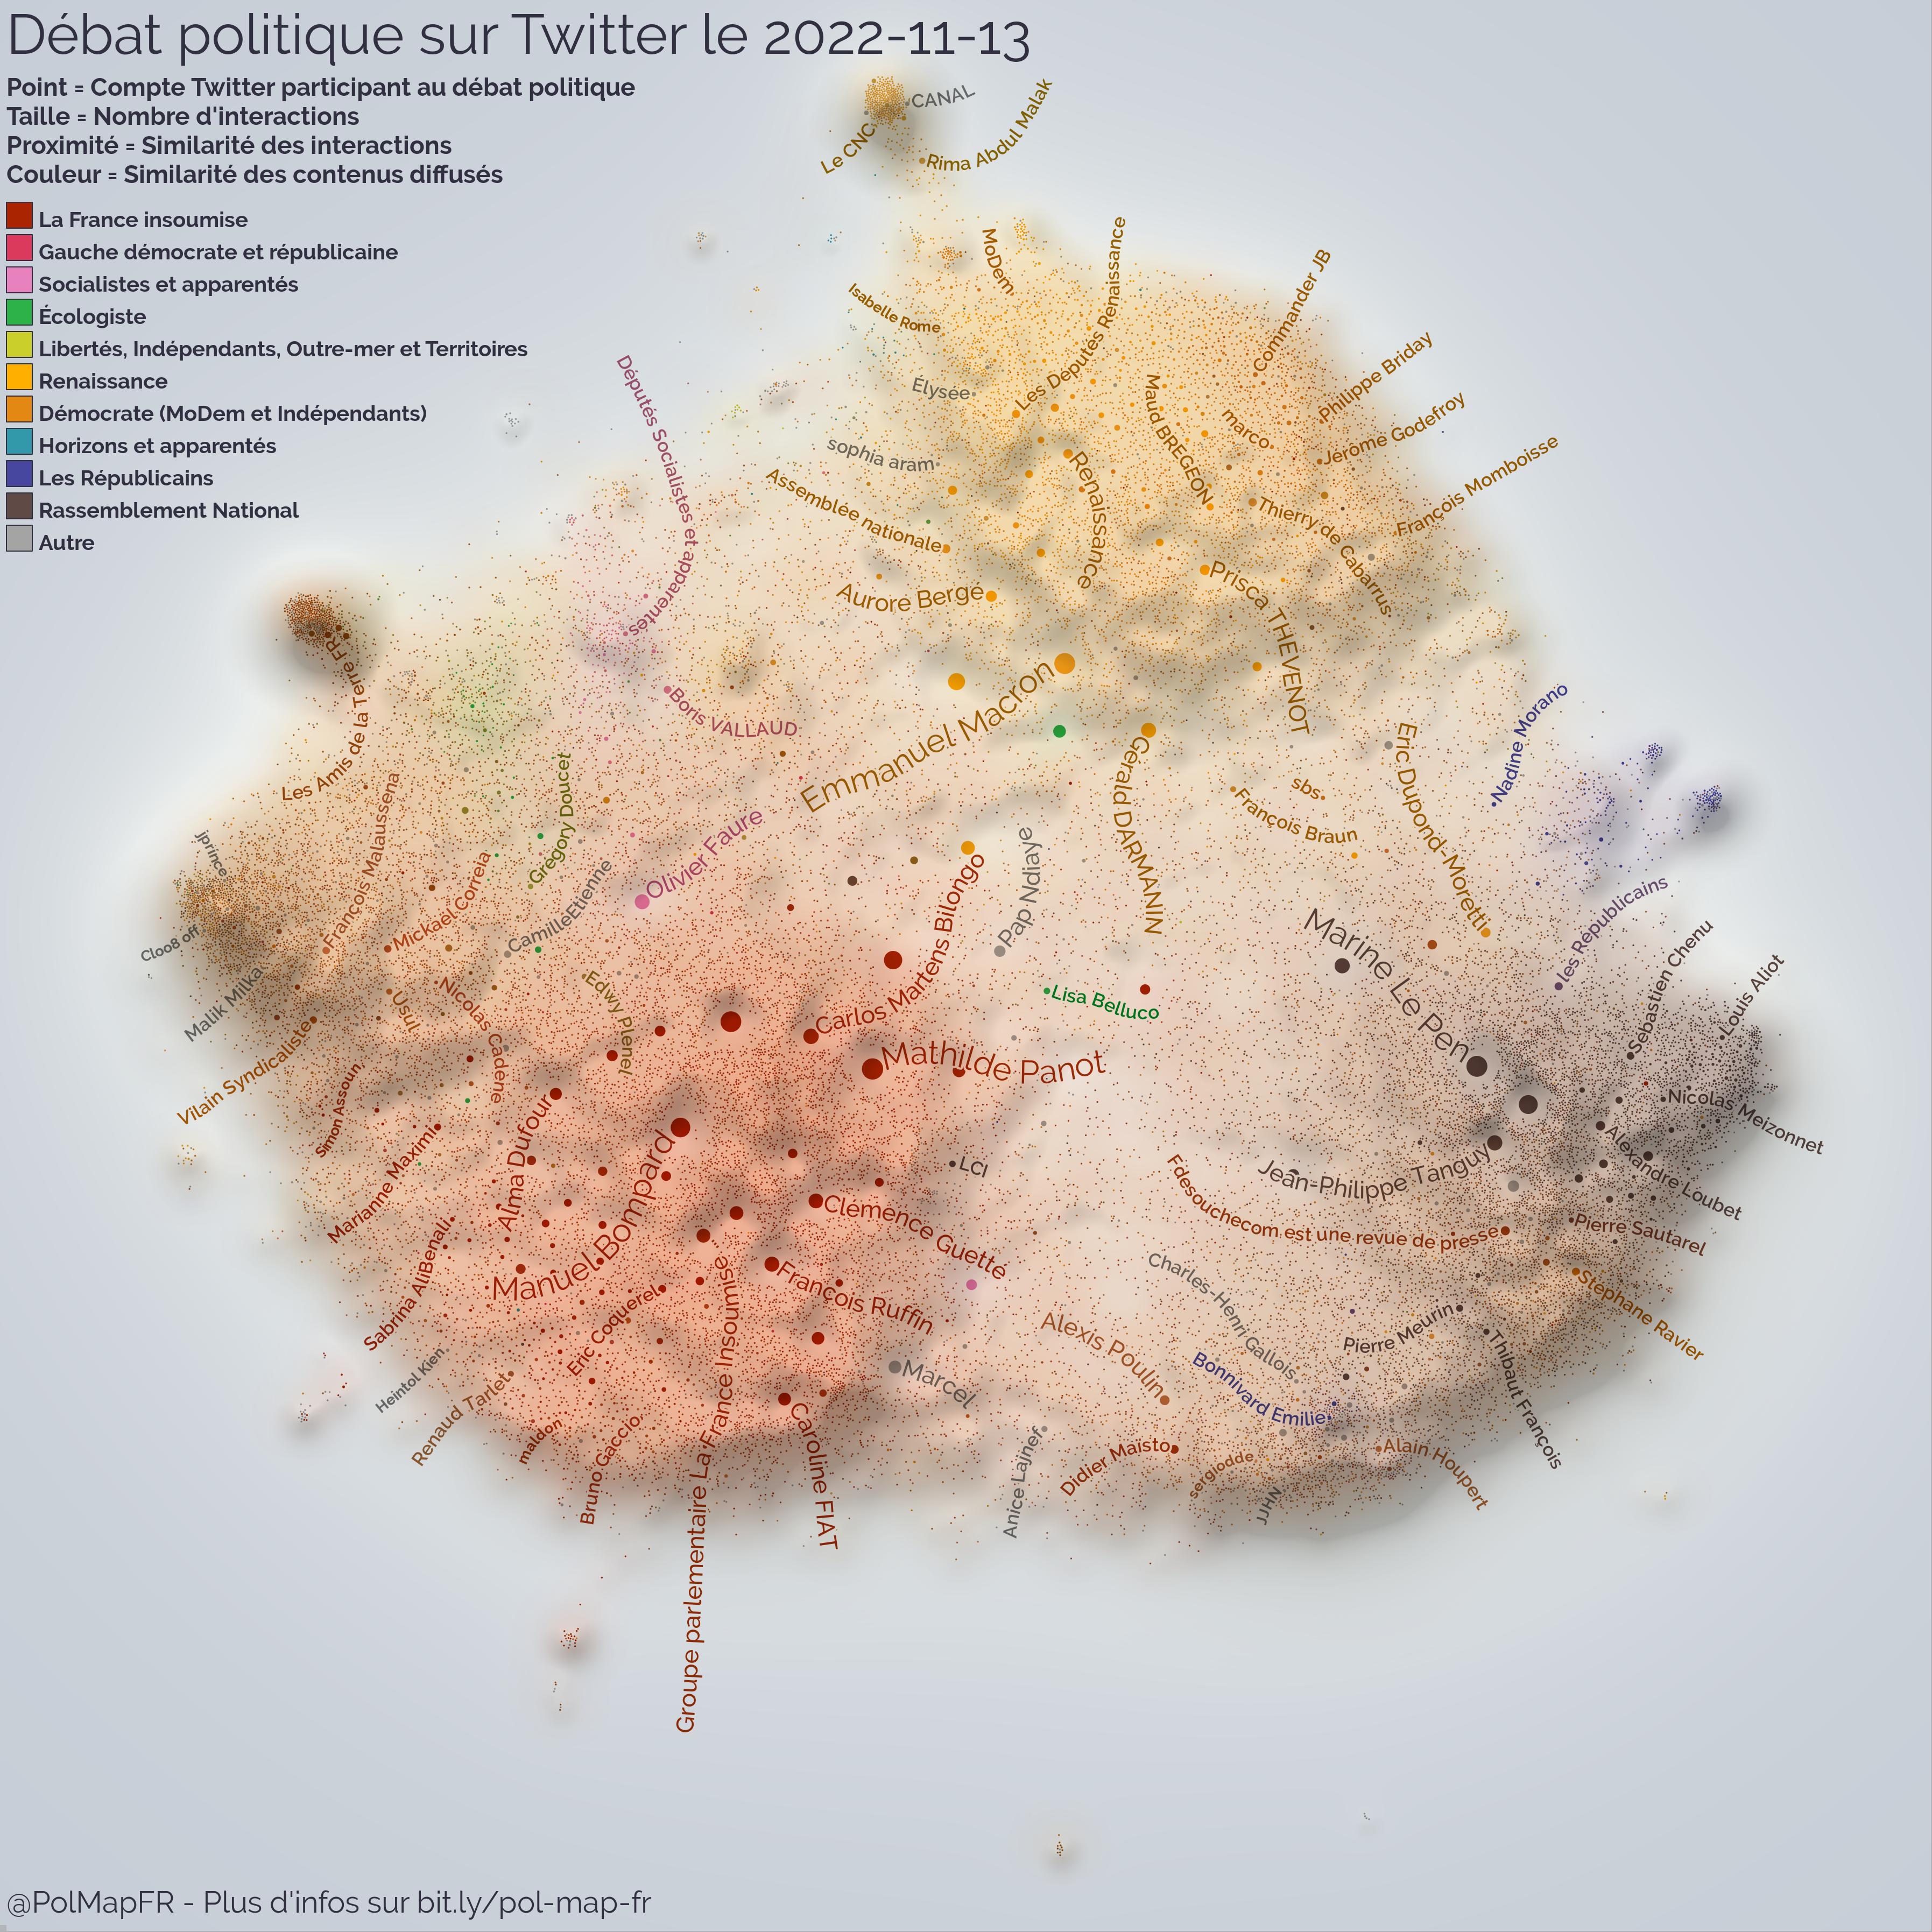 Débat politique sur Twitter le 2022-11-13
Point = Compte Twitter participant au débat politique
Taille = Nombre d'interactions
Proximité = Similarité des interactions
Couleur = Similarité des contenus diffusés
La France insoumise
Gauche démocrate et républicaine
Socialistes et apparentés
Écologiste
Libertés, Indépendants, Outre-mer et Territoires
Renaissance
Démocrate (MoDem et Indépendants)
Horizons et apparentés
Les Républicains
Rassemblement National
Autre
CANAL
Le CNC
Rima Abdul Malak
MoDem
Isabelle Rome
Les Députés Renaissance
Commander JB
Élysée
Maud BREGEON
marco
Philippe Briday
Jerome Godefroy
sophia aram
Renaissance
François Momboisse
Assemblée nationale
Thierry de Cabarrus
Députés Socialistes et apparentés
Aurore Bergé
Prisca THEVENOT
Les Amis de la Terre FR
Boris VALLAUD
Emmanuel Macron
Gérald DARMANIN
Eric Dupond-Moretti
Nadine Morano
sbs
François Braun
Grégory Doucet
Olivier Faure
jprince
François Malaussena
Mickaël Correia
CamilleEtienne
Carlos Martens Bilongo
Pap Ndiaye
Marine Le Pen
les Républicains
Cloo8 off
Malik Milka
Usul
Nicolas Cadène
Edwy Plenel
Lisa Belluco
Sebastien Chenu
Louis Aliot
Vilain Syndicaliste
Simon Assoun
Mathilde Panot
Nicolas Meizonnet
Marianne Maximi
Alma Dufour
Manuel Bompard
LCI
Jean-Philippe Tanguy
Alexandre Loubet
Clémence Guetté
Fdesouchecom est une revue de presse
Pierre Sautarel
Sabrina AliBenali
Eric Coquerel
François Ruffin
Charles-Henri Gallois
Stéphane Ravier
Pierre Meurin
Alexis Poulin
Bonnivard Emilie
Thibaut François
Heintol Kien
Renaud Tarlet
maldon
Bruno Gaccio
Groupe parlementaire La France Insoumise
Caroline FIAT
Marcel
Anice Lajnef
Didier Maïsto
sergiodde
JJHN
Alain Houpert
@PolMapFR - Plus d'infos sur bit.ly/pol-map-fr